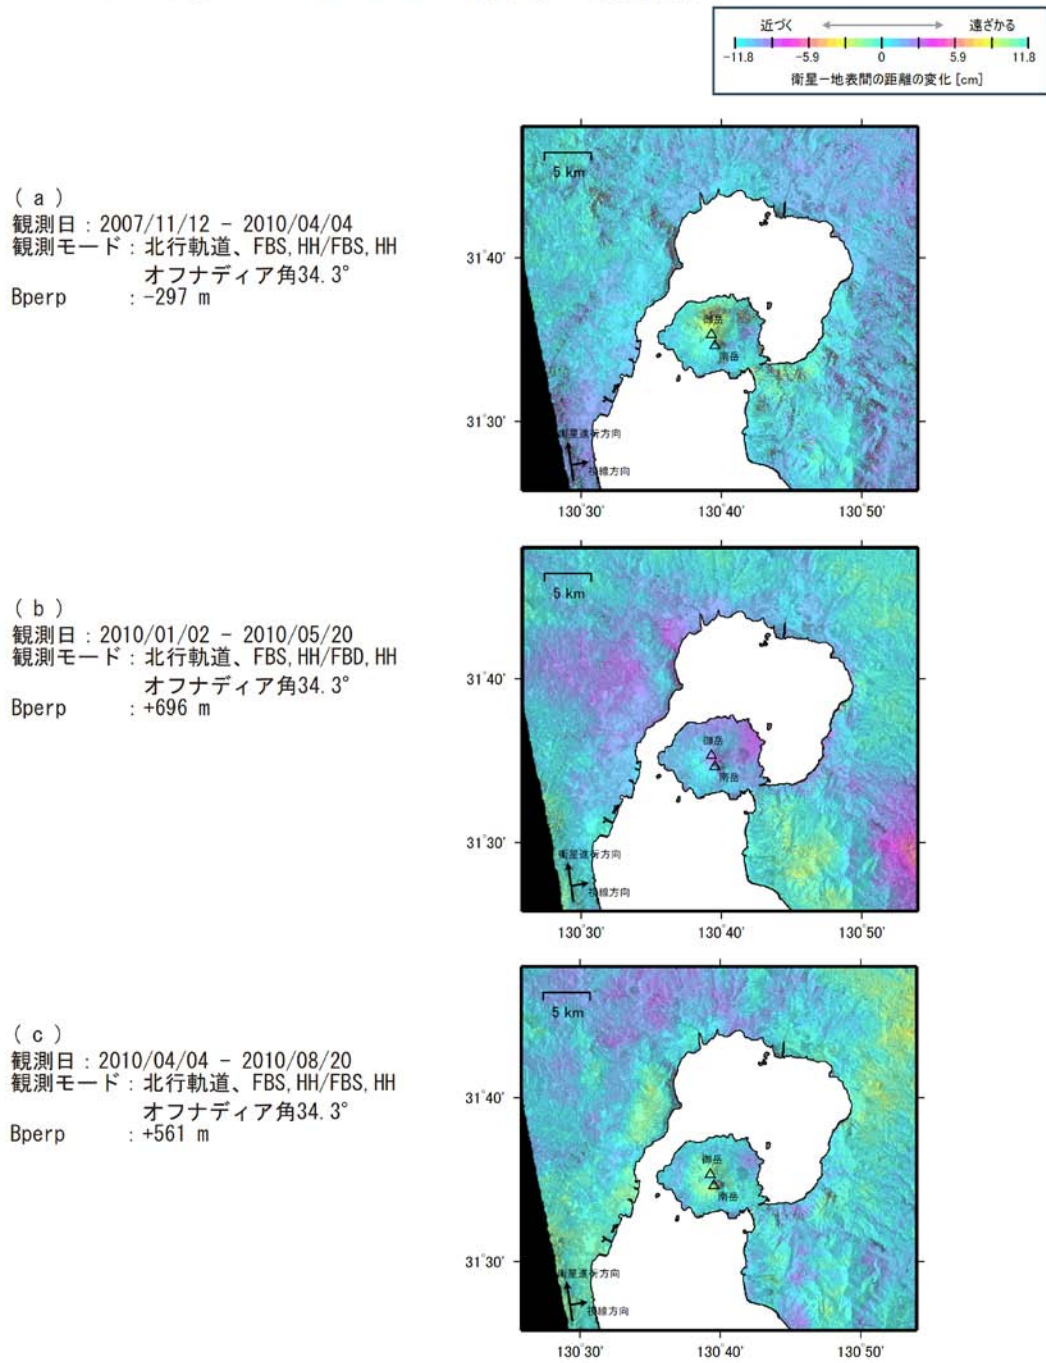 近づく 遠ざかる
-11.8 -5.9 0 5.9 11.8
衛星ー地表間の距離の変化 [cm]
( a )
観測日：2007/11/12 - 2010/04/04
観測モード：北行軌道、FBS,HH/FBS,HH
オフナディア角34.3°
Bperp ：-297 m
5 km
御岳
南岳
衛星進行方向
視線方向
31°40'
31°30'
130°30' 130°40' 130°50'
( b )
観測日：2010/01/02 - 2010/05/20
観測モード：北行軌道、FBS,HH/FBD,HH
オフナディア角34.3°
Bperp ：+696 m
5 km
御岳
南岳
衛星進行方向
視線方向
31°40'
31°30'
130°30' 130°40' 130°50'
( c )
観測日：2010/04/04 - 2010/08/20
観測モード：北行軌道、FBS,HH/FBS,HH
オフナディア角34.3°
Bperp ：+561 m
5 km
御岳
南岳
衛星進行方向
視線方向
31°40'
31°30'
130°30' 130°40' 130°50'